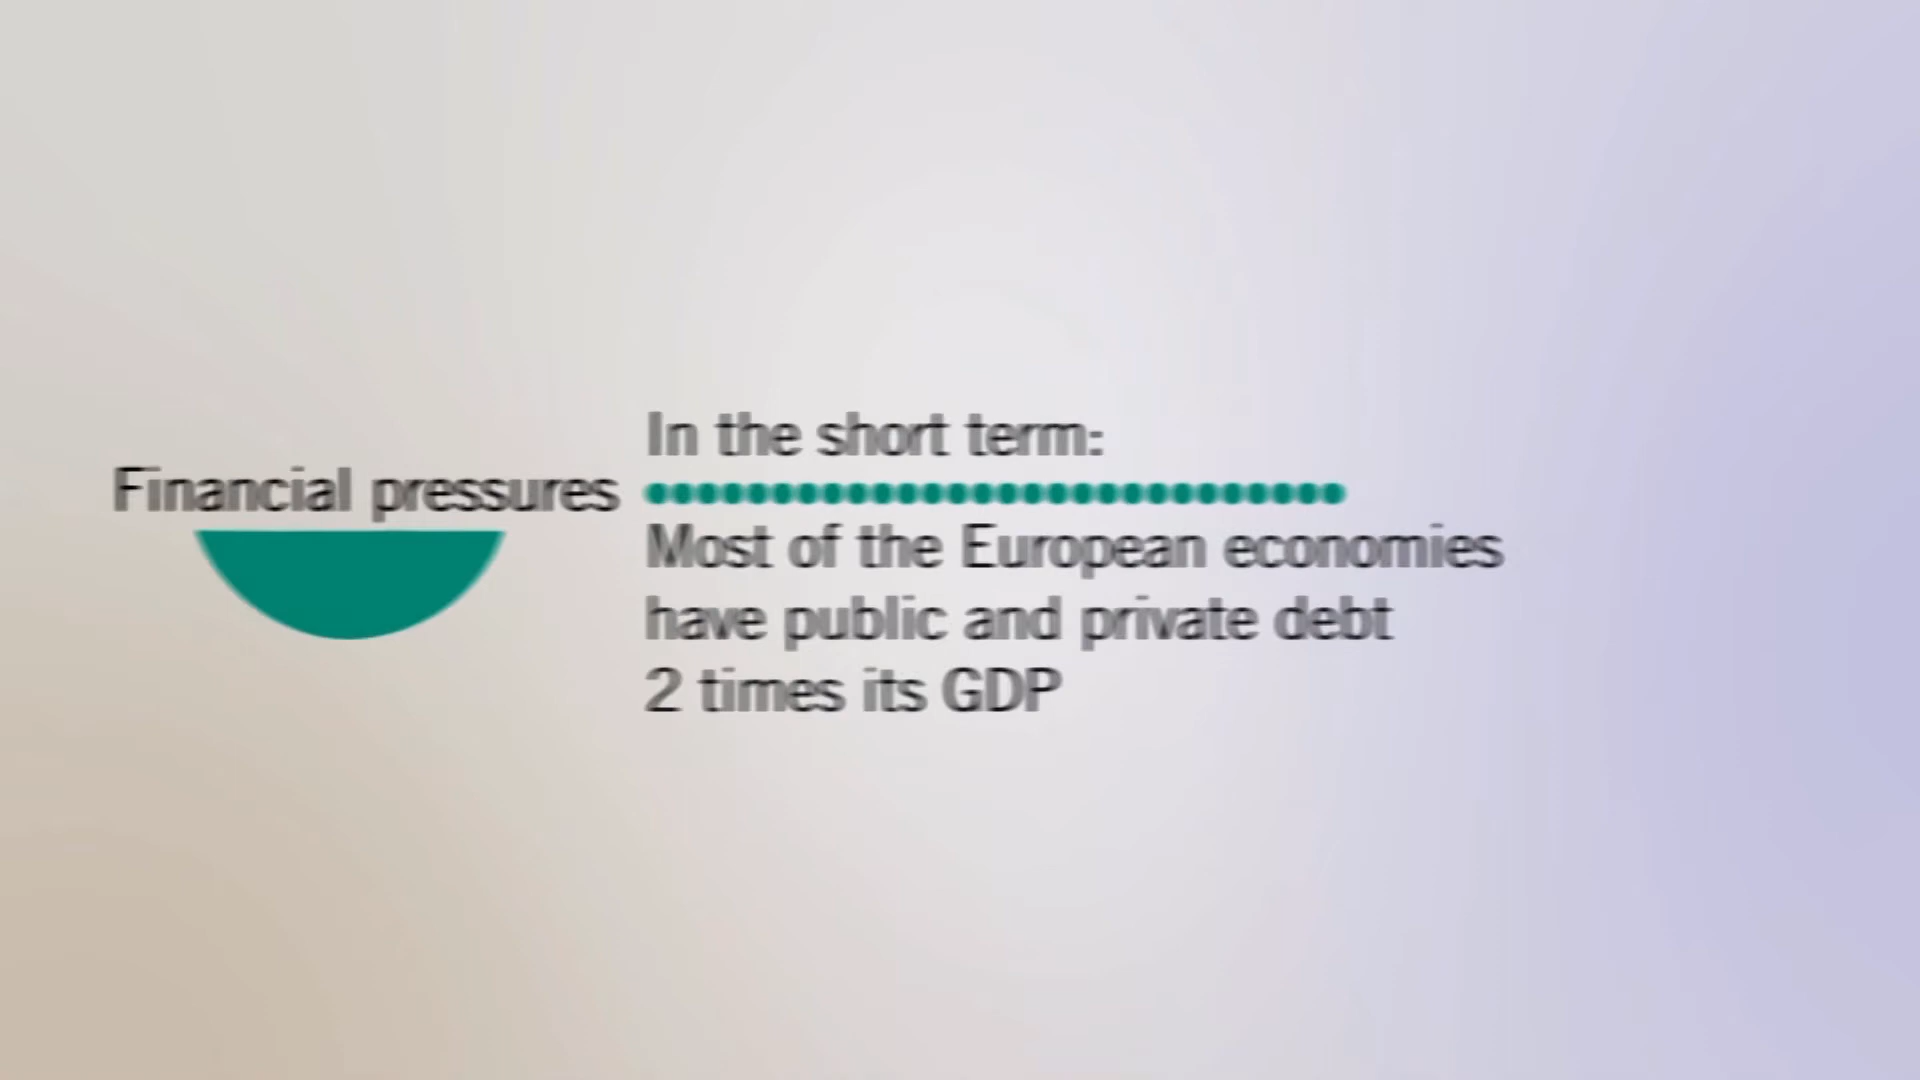 Financial pressures
In the short term:
Most of the European economies
have public and private debt
2 times its GDP